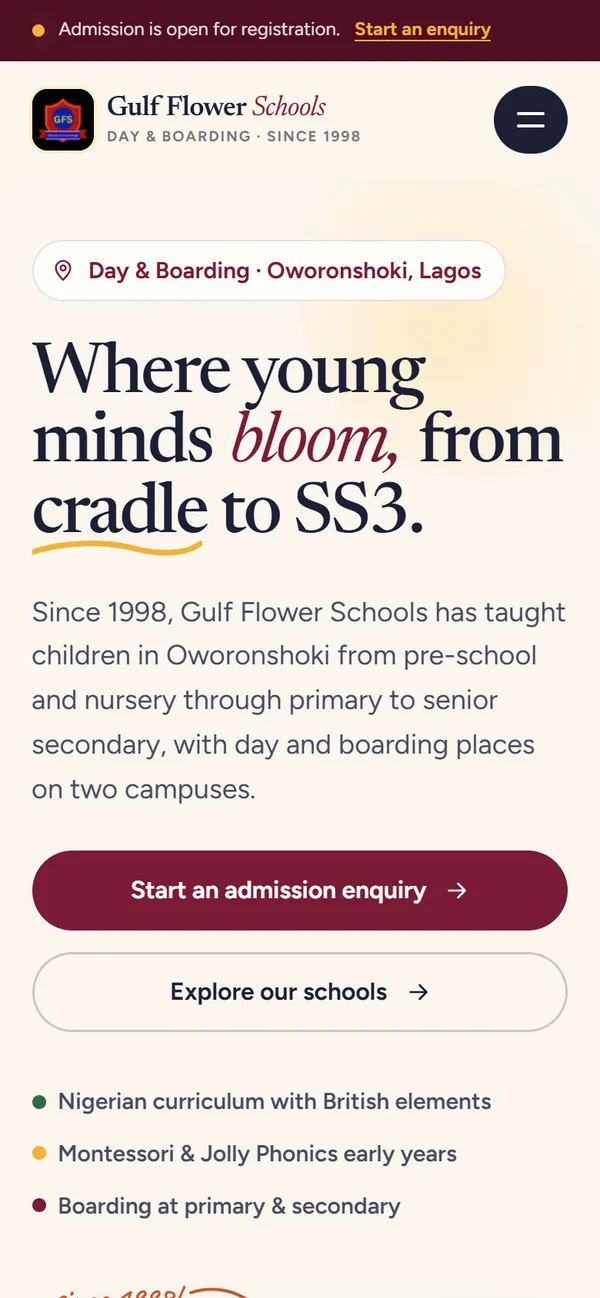 Admission is open for registration. Start an enquiry
GFS
Gulf Flower Schools
DAY & BOARDING · SINCE 1998
Day & Boarding · Oworonshoki, Lagos
Where young
minds bloom, from
cradle to SS3.
Since 1998, Gulf Flower Schools has taught
children in Oworonshoki from pre-school
and nursery through primary to senior
secondary, with day and boarding places
on two campuses.
Start an admission enquiry
Explore our schools
Nigerian curriculum with British elements
Montessori & Jolly Phonics early years
Boarding at primary & secondary
since 1998!